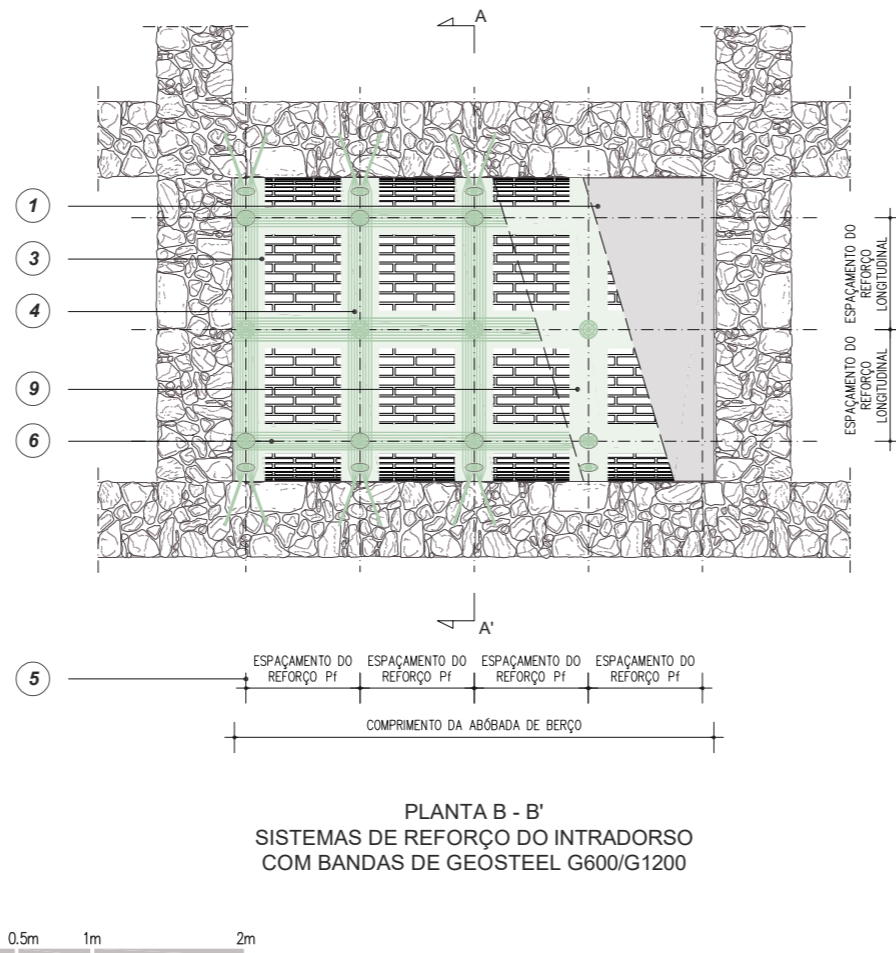 A
1
3
4
9
6
ESPAÇAMENTO DO
REFORÇO
LONGITUDINAL
ESPAÇAMENTO DO
REFORÇO
LONGITUDINAL
A'
5
ESPAÇAMENTO DO
REFORÇO Pf
ESPAÇAMENTO DO
REFORÇO Pf
ESPAÇAMENTO DO
REFORÇO Pf
ESPAÇAMENTO DO
REFORÇO Pf
COMPRIMENTO DA ABÓBADA DE BERÇO
PLANTA B - B'
SISTEMAS DE REFORÇO DO INTRADORSO
COM BANDAS DE GEOSTEEL G600/G1200
0.5m 1m 2m